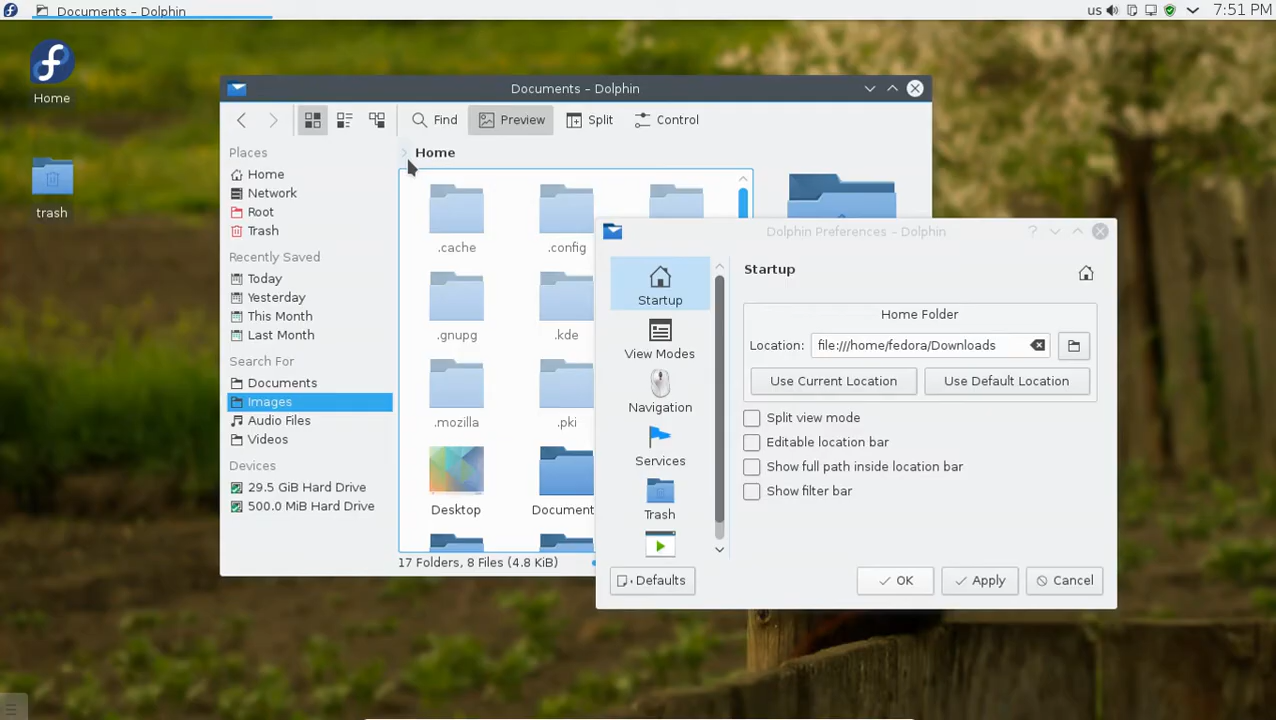 Documents – Dolphin
us
7:51 PM
Home
trash
Documents – Dolphin
Find
Preview
Split
Control
Places
Home
Network
Root
Trash
Recently Saved
Today
Yesterday
This Month
Last Month
Search For
Documents
Images
Audio Files
Videos
Devices
29.5 GiB Hard Drive
500.0 MiB Hard Drive
Home
.cache
.config
.gnupg
.kde
.mozilla
.pki
Desktop
Document
17 Folders, 8 Files (4.8 KiB)
Dolphin Preferences – Dolphin
Startup
View Modes
Navigation
Services
Trash
Startup
Home Folder
Location:
file:///home/fedora/Downloads
Use Current Location
Use Default Location
Split view mode
Editable location bar
Show full path inside location bar
Show filter bar
Defaults
OK
Apply
Cancel